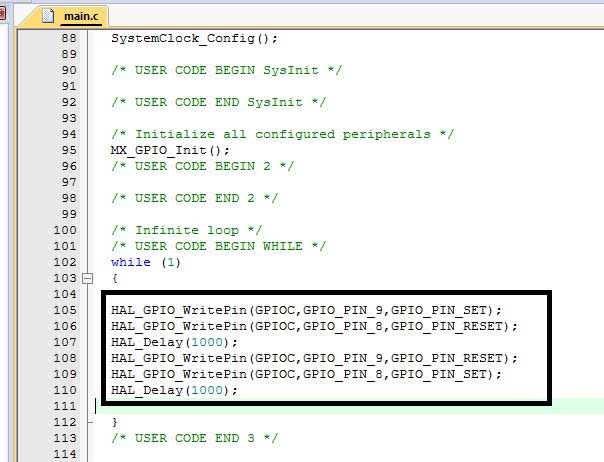 main.c
88 SystemClock_Config();
89
90 /* USER CODE BEGIN SysInit */
91
92 /* USER CODE END SysInit */
93
94 /* Initialize all configured peripherals */
95 MX_GPIO_Init();
96 /* USER CODE BEGIN 2 */
97
98 /* USER CODE END 2 */
99
100 /* Infinite loop */
101 /* USER CODE BEGIN WHILE */
102 while (1)
103 {
104
105 HAL_GPIO_WritePin(GPIOC,GPIO_PIN_9,GPIO_PIN_SET);
106 HAL_GPIO_WritePin(GPIOC,GPIO_PIN_8,GPIO_PIN_RESET);
107 HAL_Delay(1000);
108 HAL_GPIO_WritePin(GPIOC,GPIO_PIN_9,GPIO_PIN_RESET);
109 HAL_GPIO_WritePin(GPIOC,GPIO_PIN_8,GPIO_PIN_SET);
110 HAL_Delay(1000);
111
112 }
113 /* USER CODE END 3 */
114